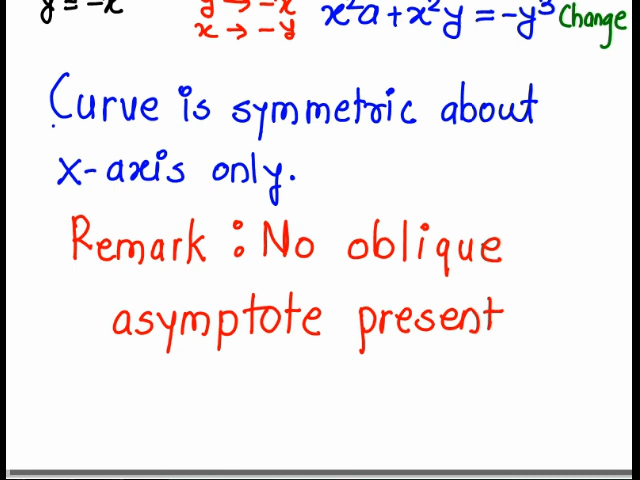 y = -x y → -x x²a + x²y = -y³ Change
x → -y
Curve is symmetric about
x-axis only.
Remark : No oblique
asymptote present